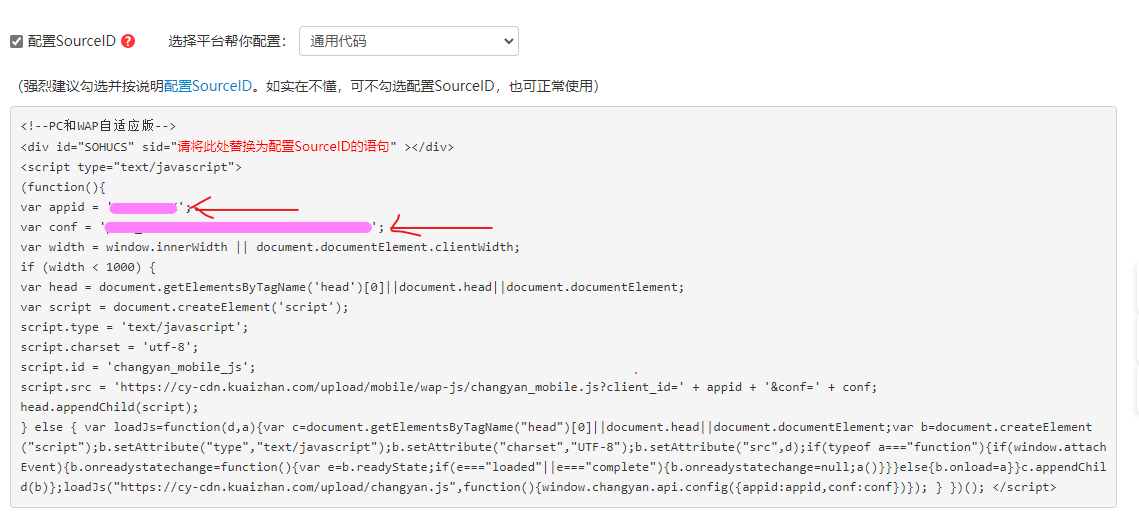 配置SourceID ? 选择平台帮你配置： 通用代码
（强烈建议勾选并按说明配置SourceID。如实在不懂，可不勾选配置SourceID，也可正常使用）
<!--PC和WAP自适应版-->
<div id="SOHUCS" sid="请将此处替换为配置SourceID的语句" ></div>
<script type="text/javascript">
(function(){
var appid = '';
var conf = '';
var width = window.innerWidth || document.documentElement.clientWidth;
if (width < 1000) {
var head = document.getElementsByTagName('head')[0]||document.head||document.documentElement;
var script = document.createElement('script');
script.type = 'text/javascript';
script.charset = 'utf-8';
script.id = 'changyan_mobile_js';
script.src = 'https://cy-cdn.kuaizhan.com/upload/mobile/wap-js/changyan_mobile.js?client_id=' + appid + '&conf=' + conf;
head.appendChild(script);
} else { var loadJs=function(d,a){var c=document.getElementsByTagName("head")[0]||document.head||document.documentElement;var b=document.createElement
("script");b.setAttribute("type","text/javascript");b.setAttribute("charset","UTF-8");b.setAttribute("src",d);if(typeof a==="function"){if(window.attach
Event){b.onreadystatechange=function(){var e=b.readyState;if(e==="loaded"||e==="complete"){b.onreadystatechange=null;a()}}}else{b.onload=a}}c.appendChil
d(b)};loadJs("https://cy-cdn.kuaizhan.com/upload/changyan.js",function(){window.changyan.api.config({appid:appid,conf:conf})}); } })(); </script>